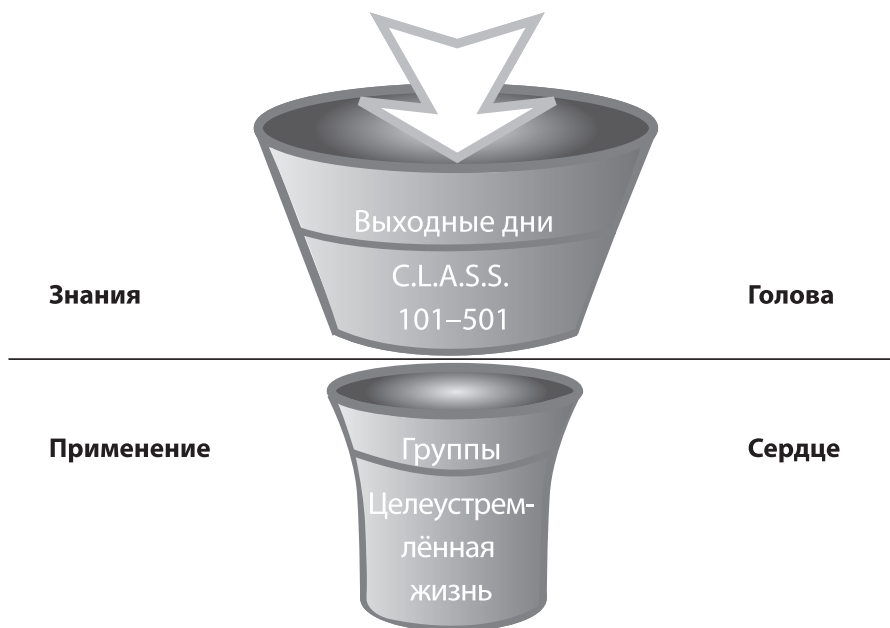 Выходные дни
C.L.A.S.S.
101–501
Знания
Голова
Применение
Группы
Сердце
Целеустрем-
лённая
жизнь